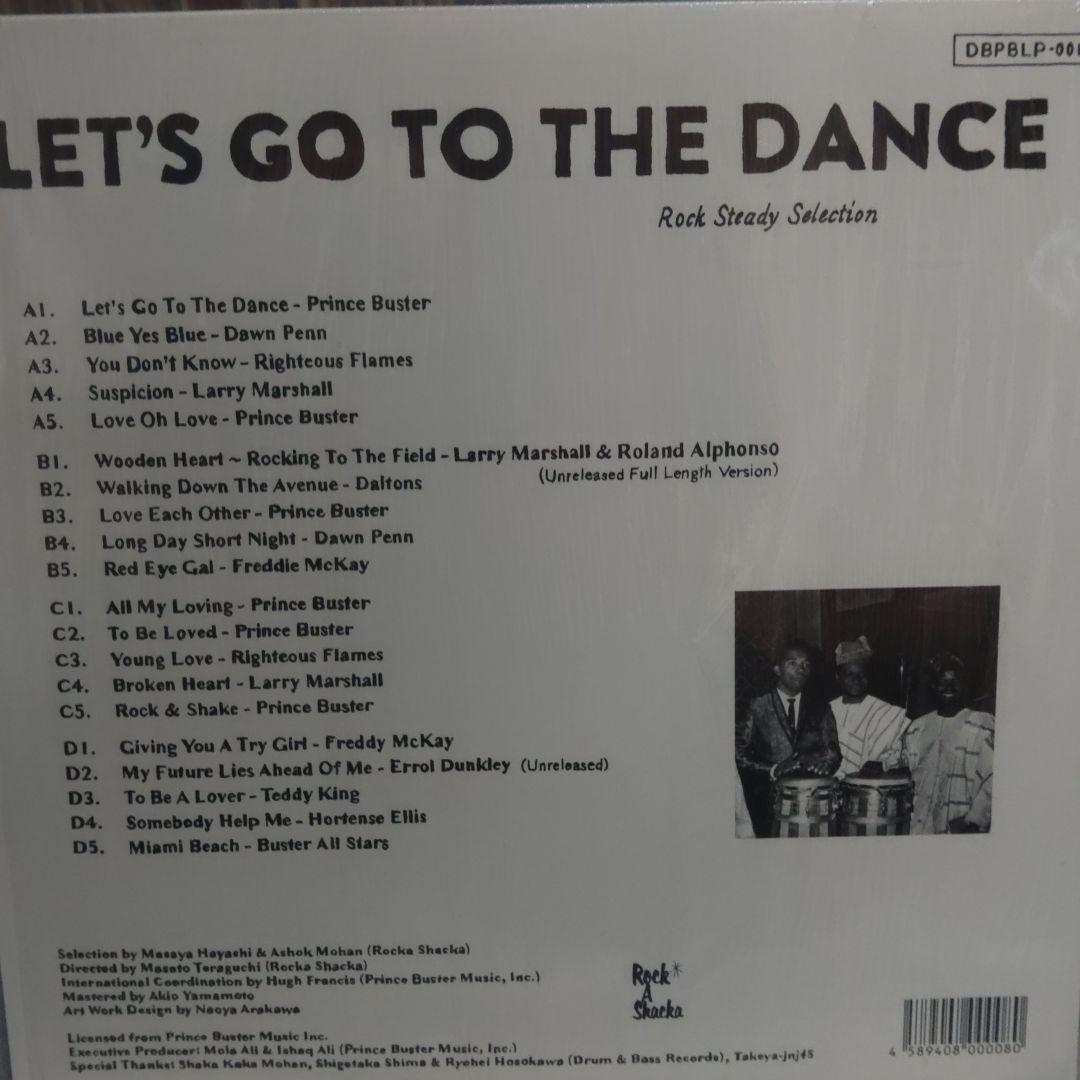 DBPBLP-001
LET'S GO TO THE DANCE
Rock Steady Selection
A1. Let's Go To The Dance - Prince Buster
A2. Blue Yes Blue - Dawn Penn
A3. You Don't Know - Righteous Flames
A4. Suspicion - Larry Marshall
A5. Love Oh Love - Prince Buster
B1. Wooden Heart ~ Rocking To The Field - Larry Marshall & Roland Alphonso
(Unreleased Full Length Version)
B2. Walking Down The Avenue - Daltons
B3. Love Each Other - Prince Buster
B4. Long Day Short Night - Dawn Penn
B5. Red Eye Gal - Freddie McKay
C1. All My Loving - Prince Buster
C2. To Be Loved - Prince Buster
C3. Young Love - Righteous Flames
C4. Broken Heart - Larry Marshall
C5. Rock & Shake - Prince Buster
D1. Giving You A Try Girl - Freddy McKay
D2. My Future Lies Ahead Of Me - Errol Dunkley (Unreleased)
D3. To Be A Lover - Teddy King
D4. Somebody Help Me - Hortense Ellis
D5. Miami Beach - Buster All Stars
Selection by Masaya Hayashi & Ashok Mohan (Rocka Shacka)
Directed by Masato Teraguchi (Rocka Shacka)
International Coordination by Hugh Francis (Prince Buster Music, Inc.)
Mastered by Akio Yamamoto
Art Work Design by Naoya Arakawa
Rock
A
Shacka
Licensed from Prince Buster Music Inc.
Executive Producer: Mola Ali & Ishaq Ali (Prince Buster Music, Inc.)
Special Thanks: Shaka Kaka Mohan, Shigetaka Shima & Ryohei Hosokawa (Drum & Bass Records), Takeya-jnj45
4 589408 000080